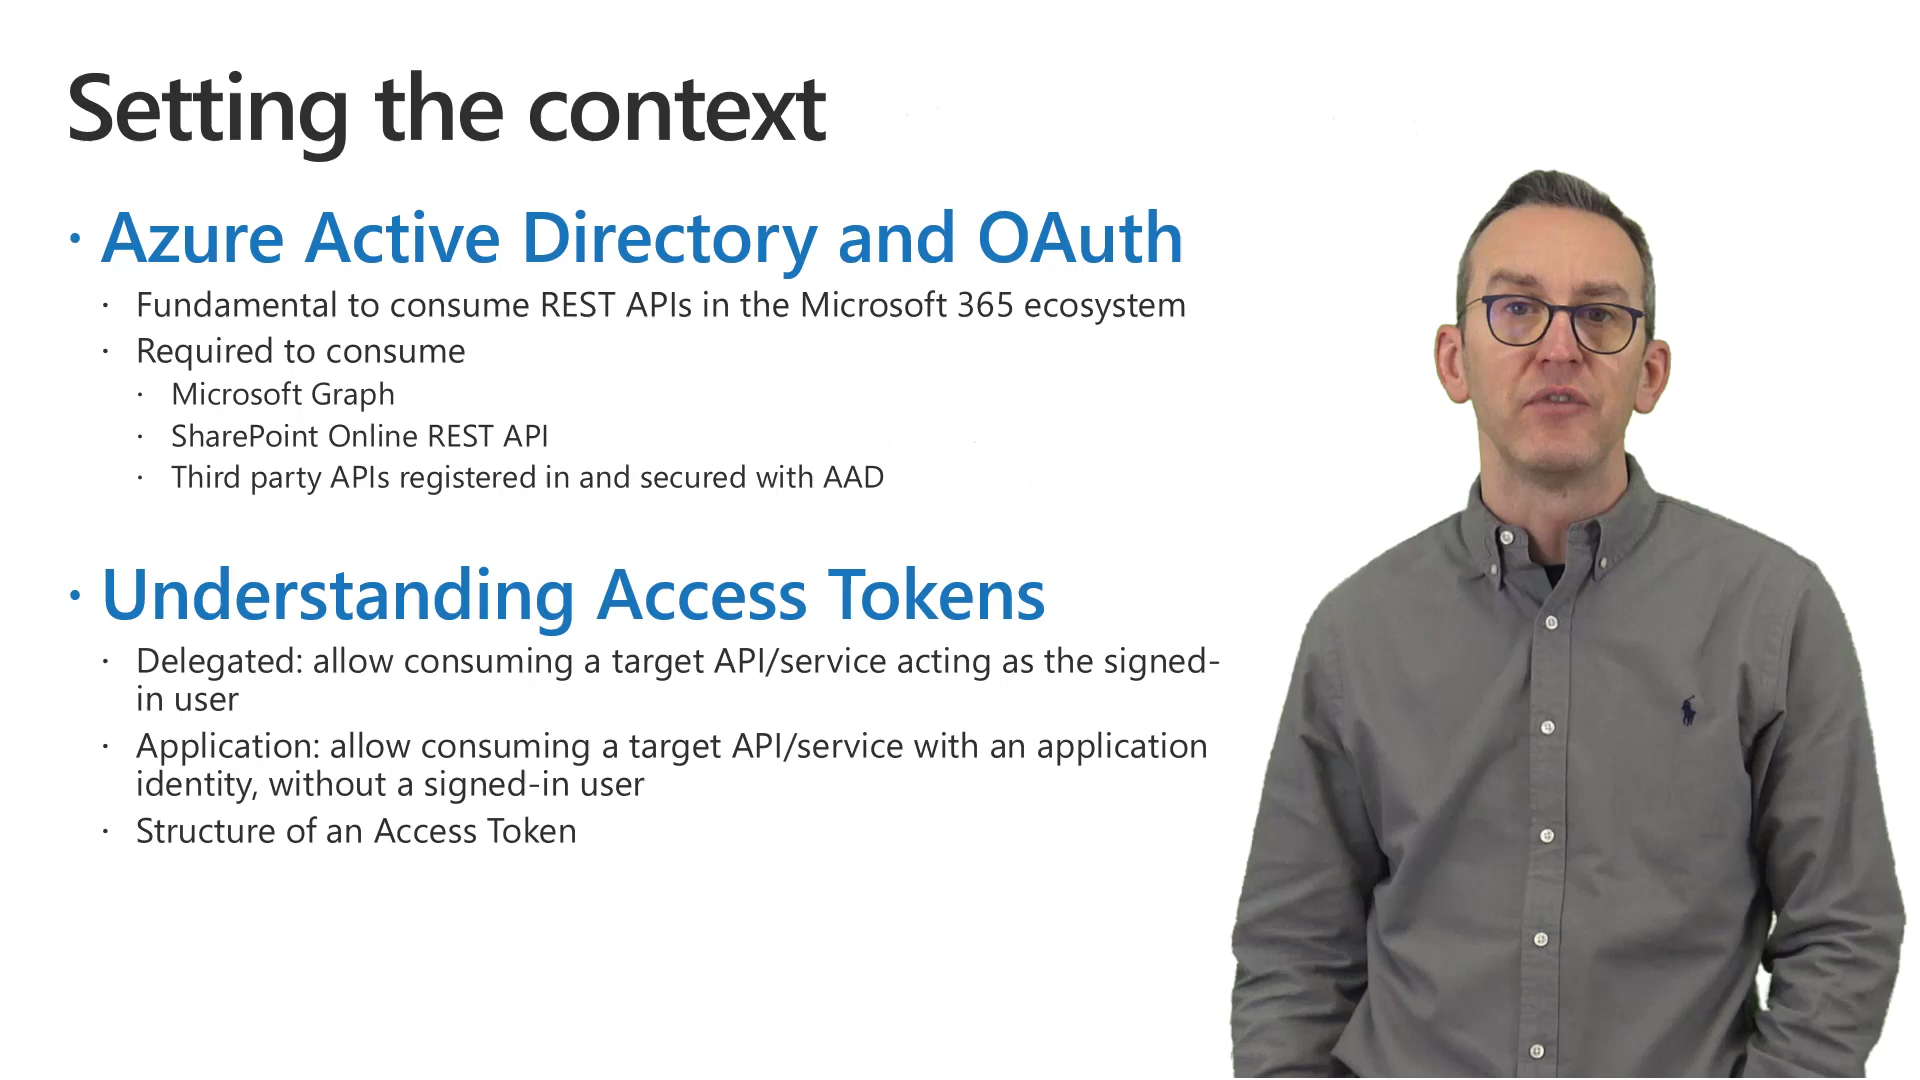 Setting the context
· Azure Active Directory and OAuth
· Fundamental to consume REST APIs in the Microsoft 365 ecosystem
· Required to consume
· Microsoft Graph
· SharePoint Online REST API
· Third party APIs registered in and secured with AAD
· Understanding Access Tokens
· Delegated: allow consuming a target API/service acting as the signed-
in user
· Application: allow consuming a target API/service with an application
identity, without a signed-in user
· Structure of an Access Token